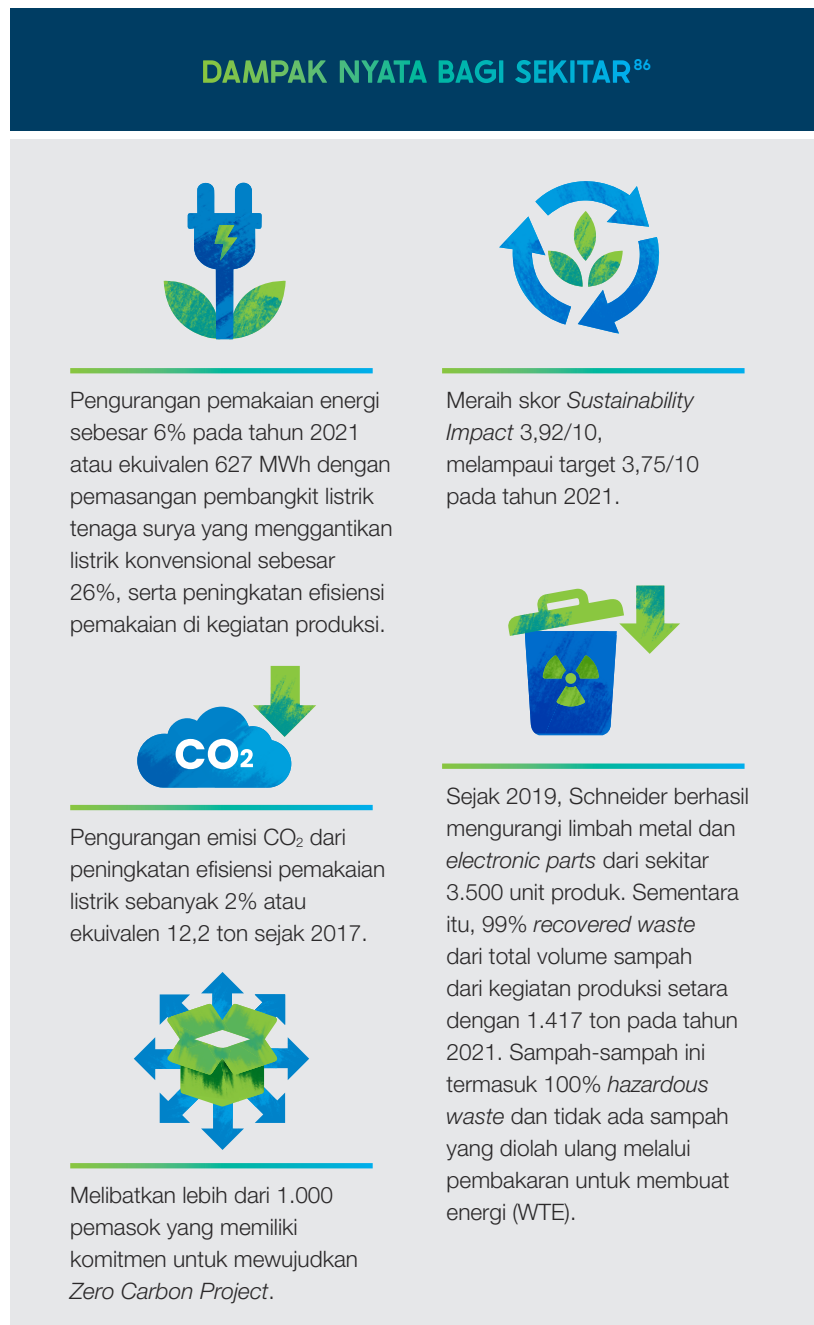 DAMPAK NYATA BAGI SEKITAR⁸⁶
Pengurangan pemakaian energi
sebesar 6% pada tahun 2021
atau ekuivalen 627 MWh dengan
pemasangan pembangkit listrik
tenaga surya yang menggantikan
listrik konvensional sebesar
26%, serta peningkatan efisiensi
pemakaian di kegiatan produksi.
CO₂
Pengurangan emisi CO₂ dari
peningkatan efisiensi pemakaian
listrik sebanyak 2% atau
ekuivalen 12,2 ton sejak 2017.
Melibatkan lebih dari 1.000
pemasok yang memiliki
komitmen untuk mewujudkan
Zero Carbon Project.
Meraih skor Sustainability
Impact 3,92/10,
melampaui target 3,75/10
pada tahun 2021.
Sejak 2019, Schneider berhasil
mengurangi limbah metal dan
electronic parts dari sekitar
3.500 unit produk. Sementara
itu, 99% recovered waste
dari total volume sampah
dari kegiatan produksi setara
dengan 1.417 ton pada tahun
2021. Sampah-sampah ini
termasuk 100% hazardous
waste dan tidak ada sampah
yang diolah ulang melalui
pembakaran untuk membuat
energi (WTE).